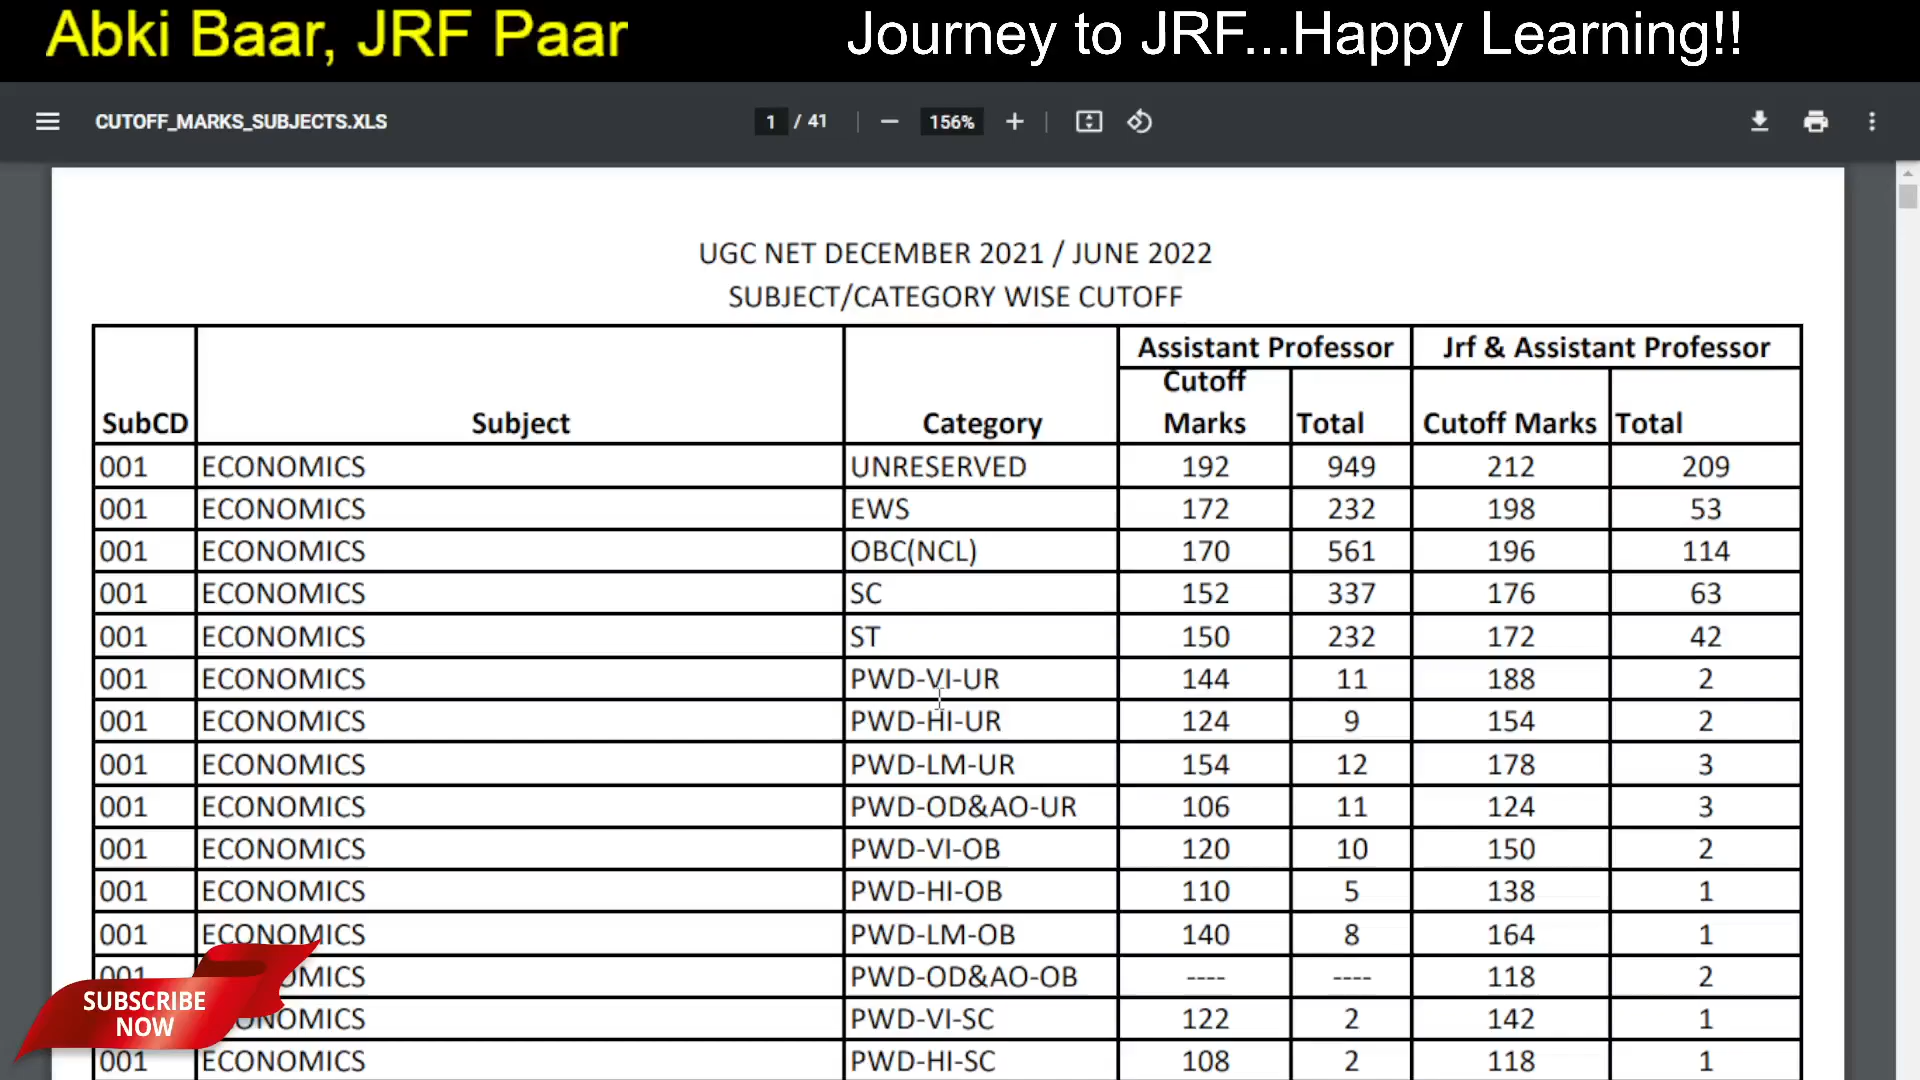 Abki Baar, JRF Paar
Journey to JRF...Happy Learning!!
CUTOFF_MARKS_SUBJECTS.XLS
1 / 41
156%
UGC NET DECEMBER 2021 / JUNE 2022
SUBJECT/CATEGORY WISE CUTOFF
Assistant Professor Jrf & Assistant Professor
SubCD Subject Category Cutoff Marks Total Cutoff Marks Total
001 ECONOMICS UNRESERVED 192 949 212 209
001 ECONOMICS EWS 172 232 198 53
001 ECONOMICS OBC(NCL) 170 561 196 114
001 ECONOMICS SC 152 337 176 63
001 ECONOMICS ST 150 232 172 42
001 ECONOMICS PWD-VI-UR 144 11 188 2
001 ECONOMICS PWD-HI-UR 124 9 154 2
001 ECONOMICS PWD-LM-UR 154 12 178 3
001 ECONOMICS PWD-OD&AO-UR 106 11 124 3
001 ECONOMICS PWD-VI-OB 120 10 150 2
001 ECONOMICS PWD-HI-OB 110 5 138 1
001 ECONOMICS PWD-LM-OB 140 8 164 1
001 OMICS PWD-OD&AO-OB ---- ---- 118 2
ONOMICS PWD-VI-SC 122 2 142 1
001 ECONOMICS PWD-HI-SC 108 2 118 1
SUBSCRIBE
NOW